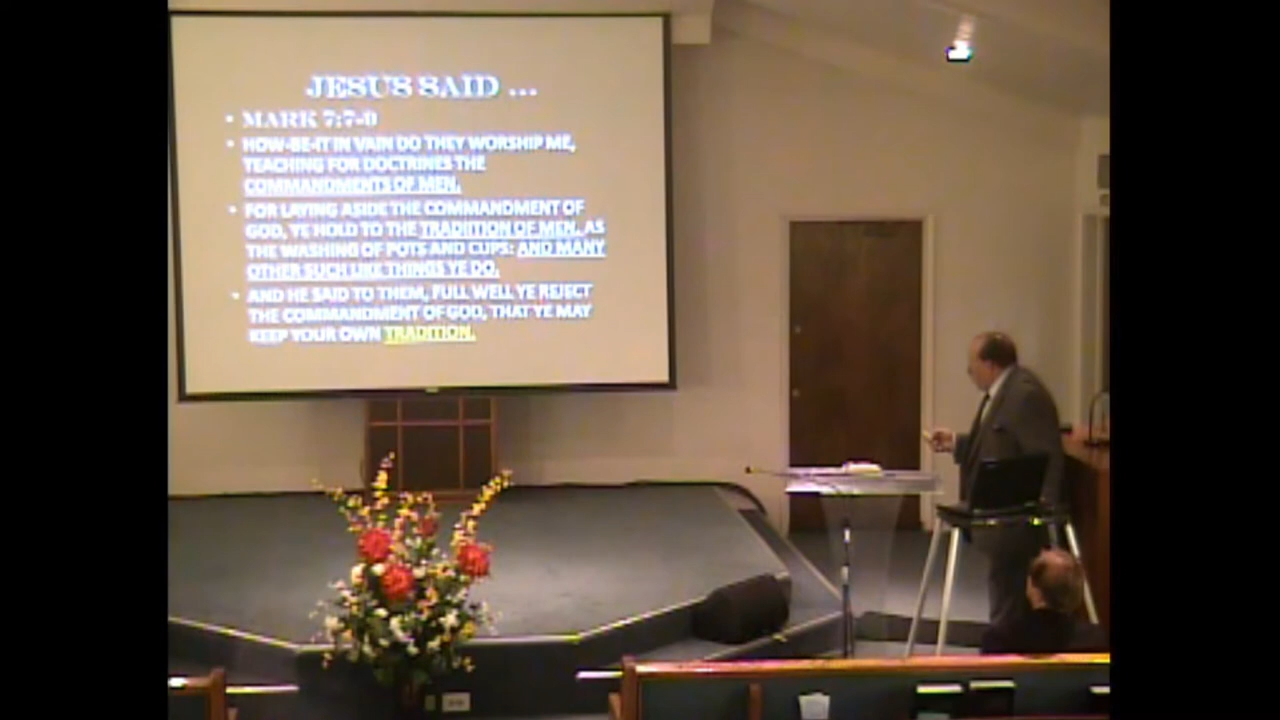 JESUS SAID ...
• MARK 7:7-9
• HOW-BE-IT IN VAIN DO THEY WORSHIP ME,
TEACHING FOR DOCTRINES THE
COMMANDMENTS OF MEN.
• FOR LAYING ASIDE THE COMMANDMENT OF
GOD, YE HOLD TO THE TRADITION OF MEN, AS
THE WASHING OF POTS AND CUPS: AND MANY
OTHER SUCH LIKE THINGS YE DO.
• AND HE SAID TO THEM, FULL WELL YE REJECT
THE COMMANDMENT OF GOD, THAT YE MAY
KEEP YOUR OWN TRADITION.